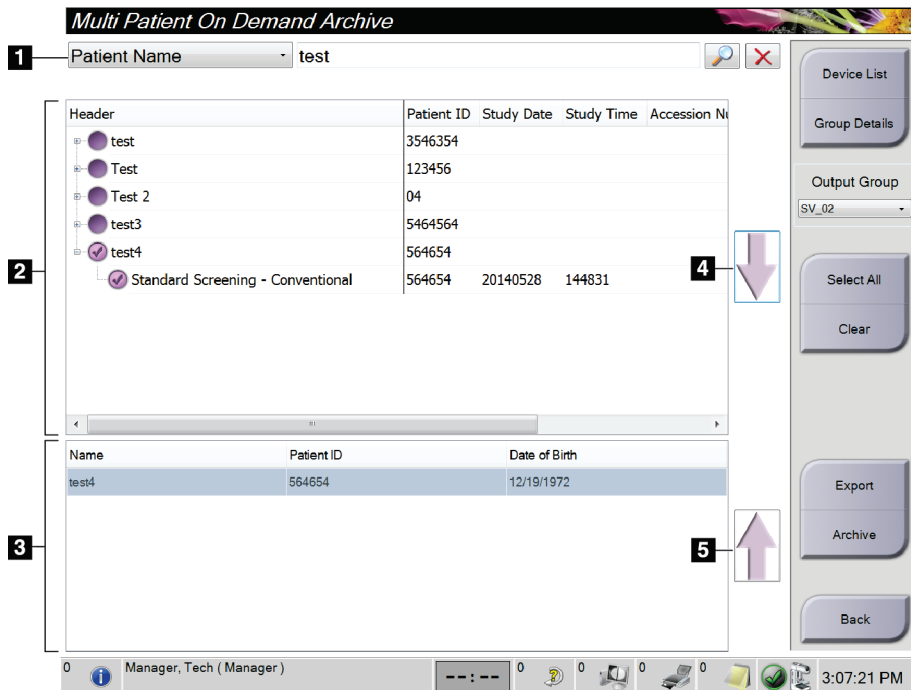 Multi Patient On Demand Archive
1
Patient Name test
Device List
Group Details
Output Group
SV_02
2
Header Patient ID Study Date Study Time Accession Nu
test 3546354
Test 123456
Test 2 04
test3 5464564
test4 564654
Standard Screening - Conventional 564654 20140528 144831
4
Select All
Clear
3
Name Patient ID Date of Birth
test4 564654 12/19/1972
5
Export
Archive
Back
0 Manager, Tech ( Manager ) --:-- 0 0 0 0 3:07:21 PM